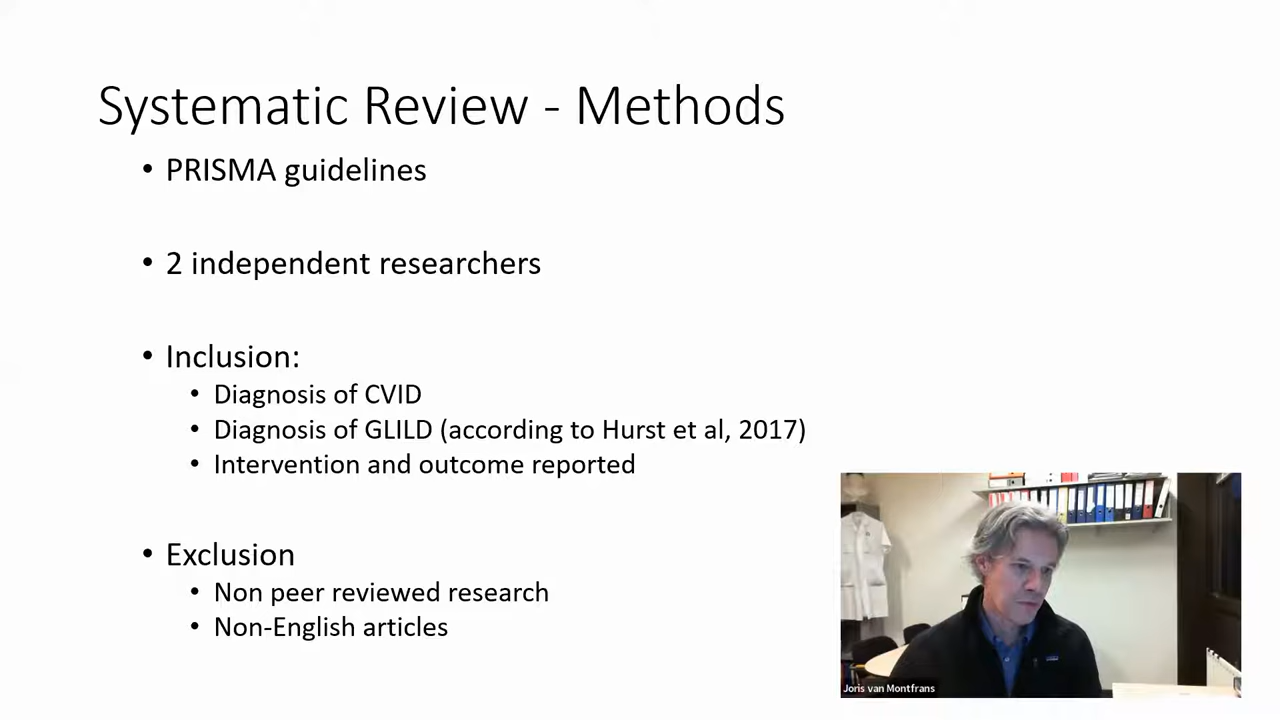 Systematic Review - Methods
• PRISMA guidelines
• 2 independent researchers
• Inclusion:
• Diagnosis of CVID
• Diagnosis of GLILD (according to Hurst et al, 2017)
• Intervention and outcome reported
• Exclusion
• Non peer reviewed research
• Non-English articles
Joris van Montfrans